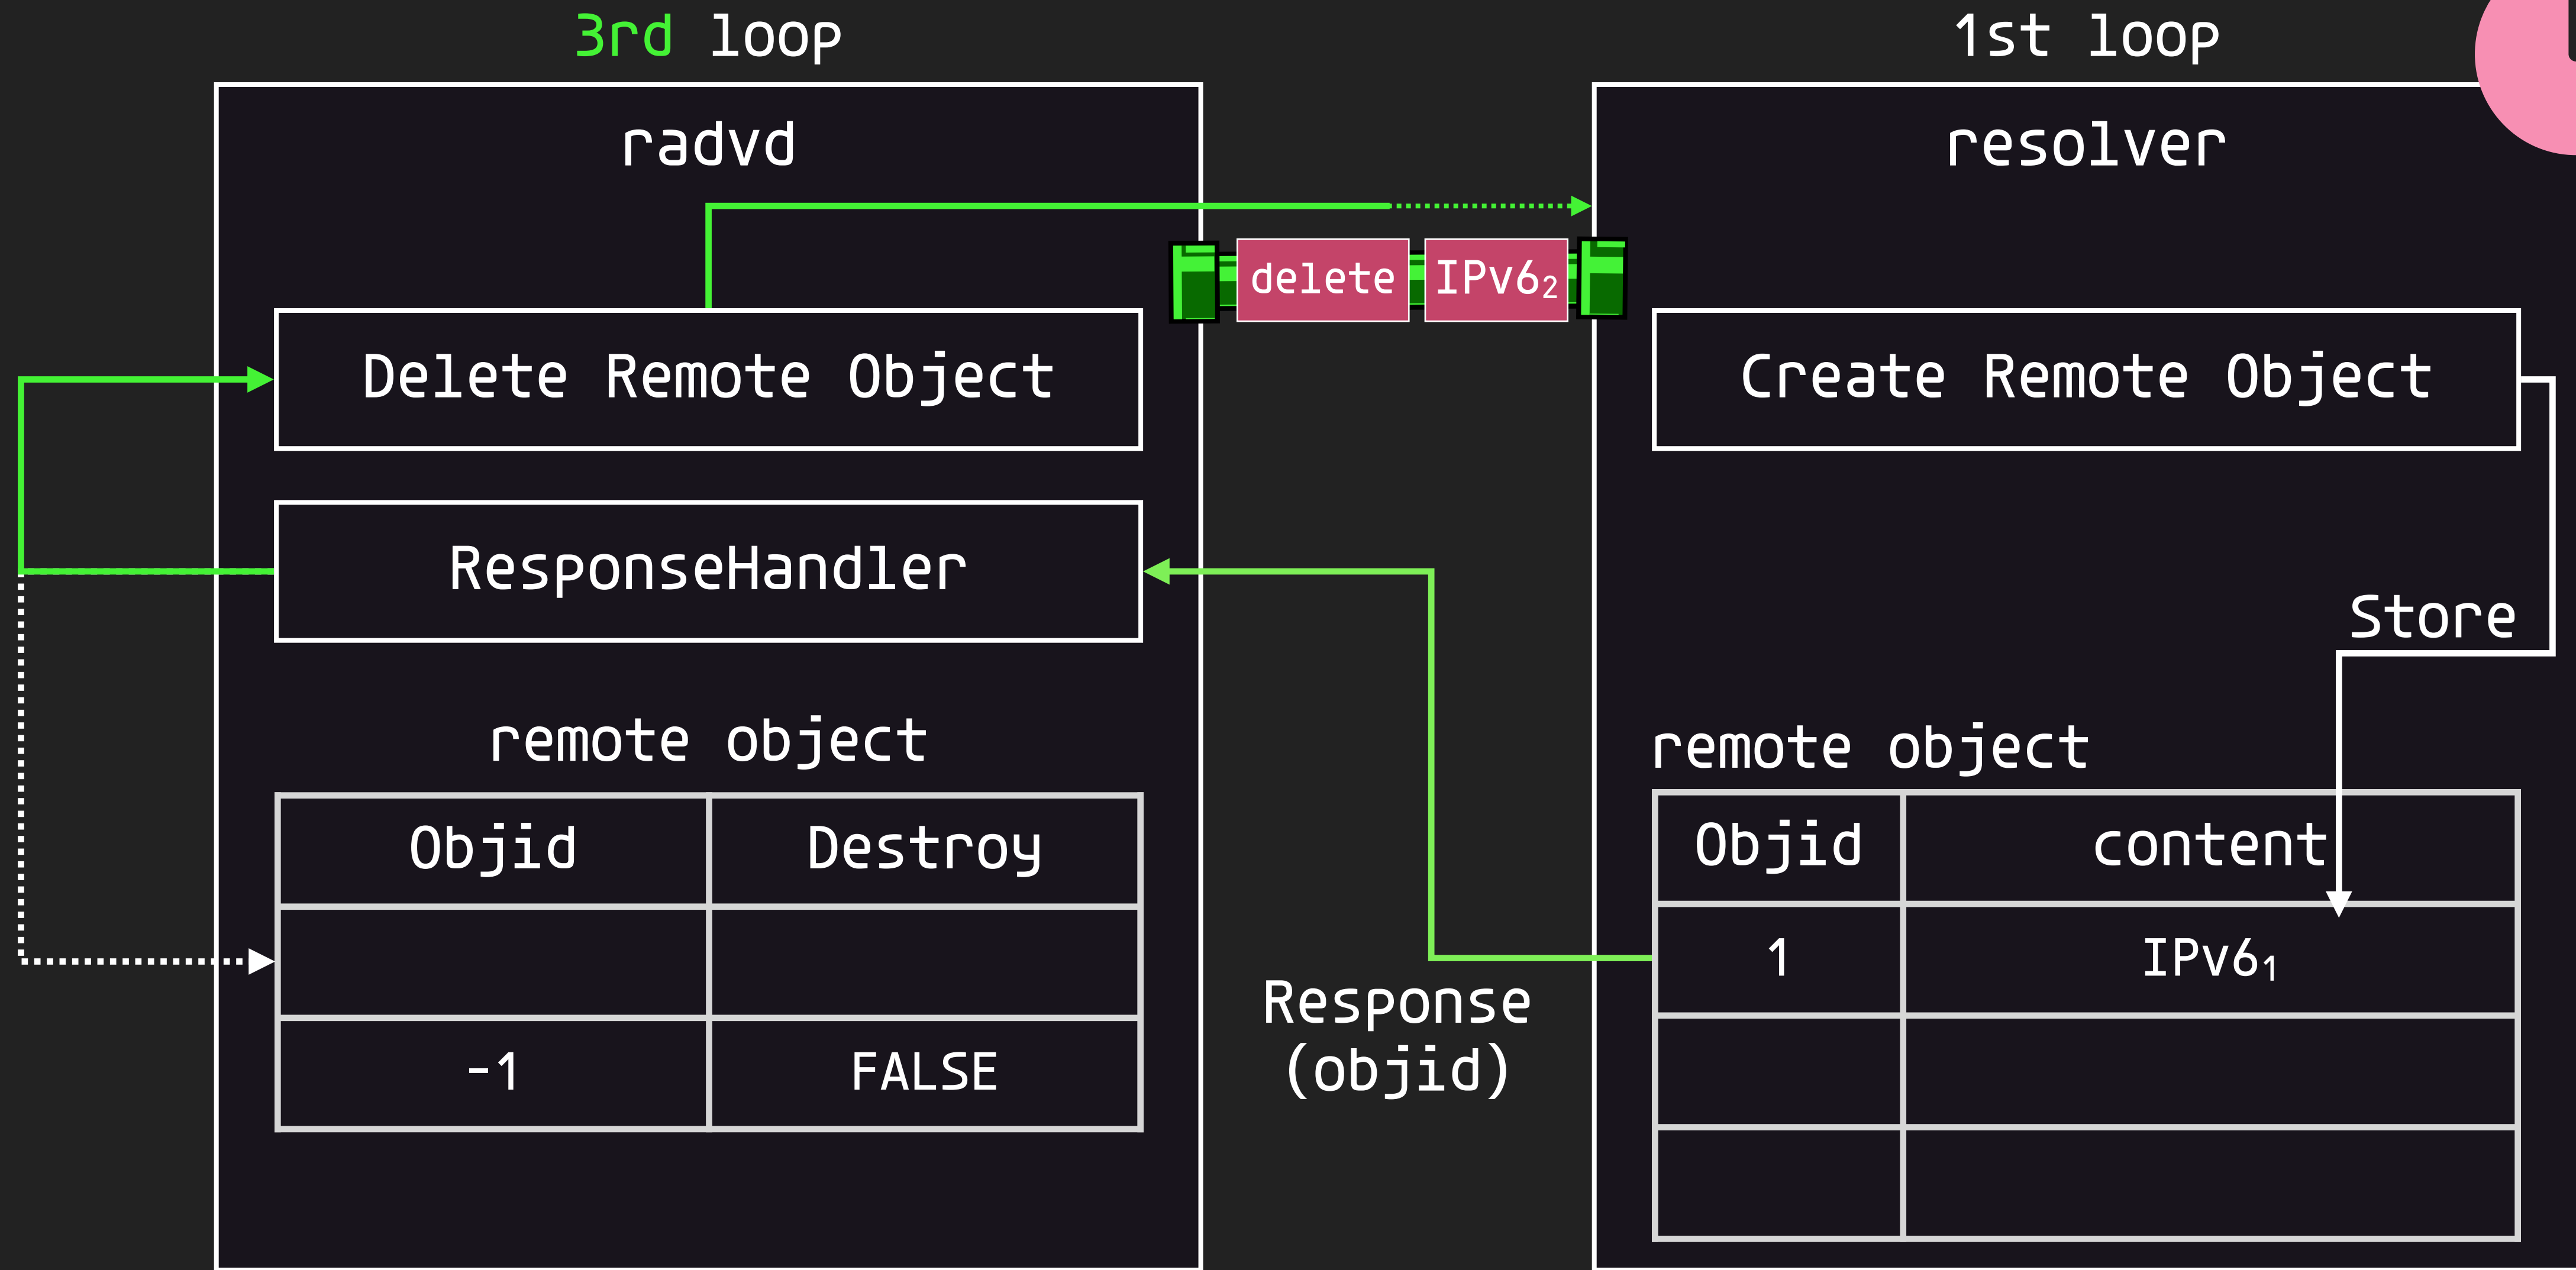 3rd loop
1st loop
radvd
resolver
delete
IPv6₂
Delete Remote Object
Create Remote Object
ResponseHandler
Store
remote object
remote object
Objid Destroy
-1 FALSE
Response
(objid)
Objid content
1 IPv6₁